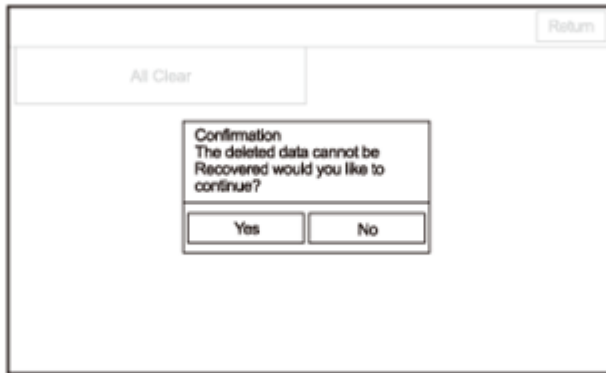 Return
All Clear
Confirmation
The deleted data cannot be
Recovered would you like to
continue?
Yes No